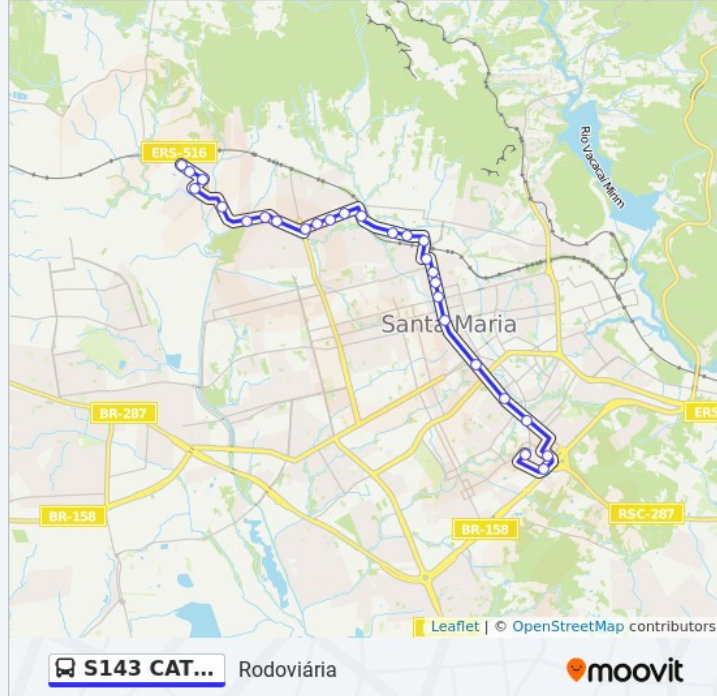 ERS-516
Rio Vacacaí Mirim
Santa Maria
BR-287
ERS
BR-158
BR-158
RSC-287
Leaflet | © OpenStreetMap contributors
S143 CAT... Rodoviária moovit